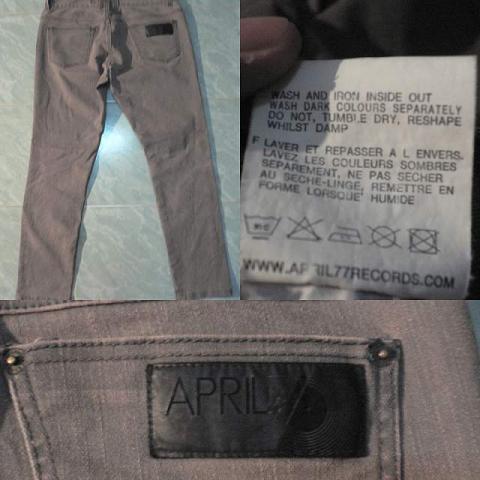 WASH AND IRON INSIDE OUT
WASH DARK COLOURS SEPARATELY
DO NOT, TUMBLE DRY, RESHAPE
WHILST DAMP
F LAVER ET REPASSER A L ENVERS.
LAVEZ LES COULEURS SOMBRES
SEPAREMENT, NE PAS SECHER
AU SECHE-LINGE, REMETTRE EN
FORME LORSQUE' HUMIDE
WWW.APRIL77RECORDS.COM
APRIL